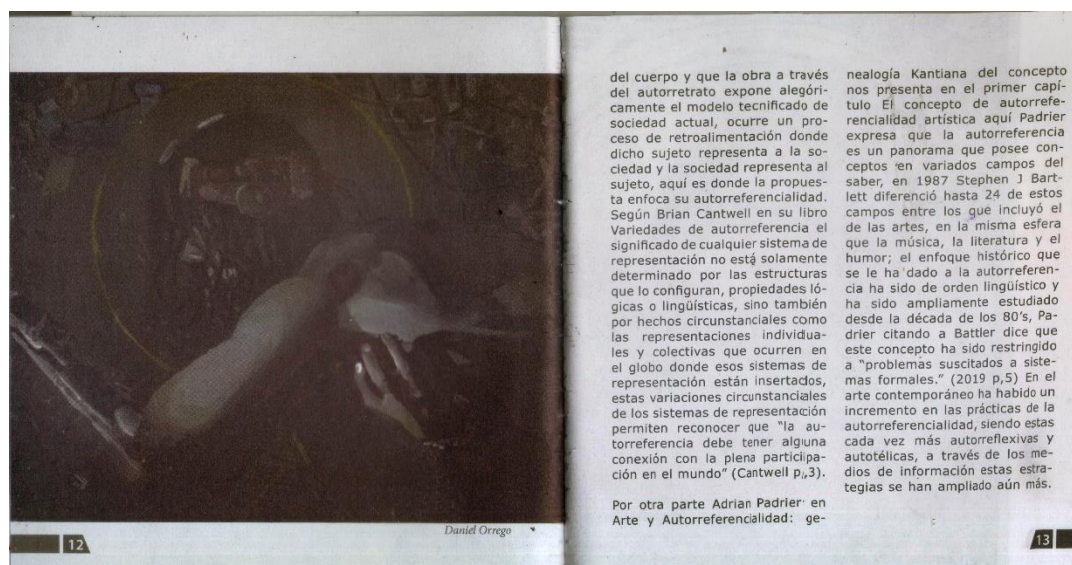 Daniel Orrego
12
del cuerpo y que la obra a través
del autorretrato expone alegóri-
camente el modelo tecnificado de
sociedad actual, ocurre un pro-
ceso de retroalimentación donde
dicho sujeto representa a la so-
ciedad y la sociedad representa al
sujeto, aquí es donde la propues-
ta enfoca su autorreferencialidad.
Según Brian Cantwell en su libro
Variedades de autorreferencia el
significado de cualquier sistema de
representación no está solamente
determinado por las estructuras
que lo configuran, propiedades ló-
gicas o lingüísticas, sino también
por hechos circunstanciales como
las representaciones individua-
les y colectivas que ocurren en
el globo donde esos sistemas de
representación están insertados,
estas variaciones circunstanciales
de los sistemas de representación
permiten reconocer que "la au-
torreferencia debe tener alguna
conexión con la plena participa-
ción en el mundo" (Cantwell p,,3).
Por otra parte Adrian Padrier en
Arte y Autorreferencialidad: ge-
nealogía Kantiana del concepto
nos presenta en el primer capí-
tulo El concepto de autorrefe-
rencialidad artística aquí Padrier
expresa que la autorreferencia
es un panorama que posee con-
ceptos en variados campos del
saber, en 1987 Stephen J Bart-
lett diferenció hasta 24 de estos
campos entre los que incluyó el
de las artes, en la misma esfera
que la música, la literatura y el
humor; el enfoque histórico que
se le ha dado a la autorreferen-
cia ha sido de orden lingüístico y
ha sido ampliamente estudiado
desde la década de los 80's, Pa-
drier citando a Battler dice que
este concepto ha sido restringido
a "problemas suscitados a siste-
mas formales." (2019 p,5) En el
arte contemporáneo ha habido un
incremento en las prácticas de la
autorreferencialidad, siendo estas
cada vez más autorreflexivas y
autotélicas, a través de los me-
dios de información estas estra-
tegias se han ampliado aún más.
13